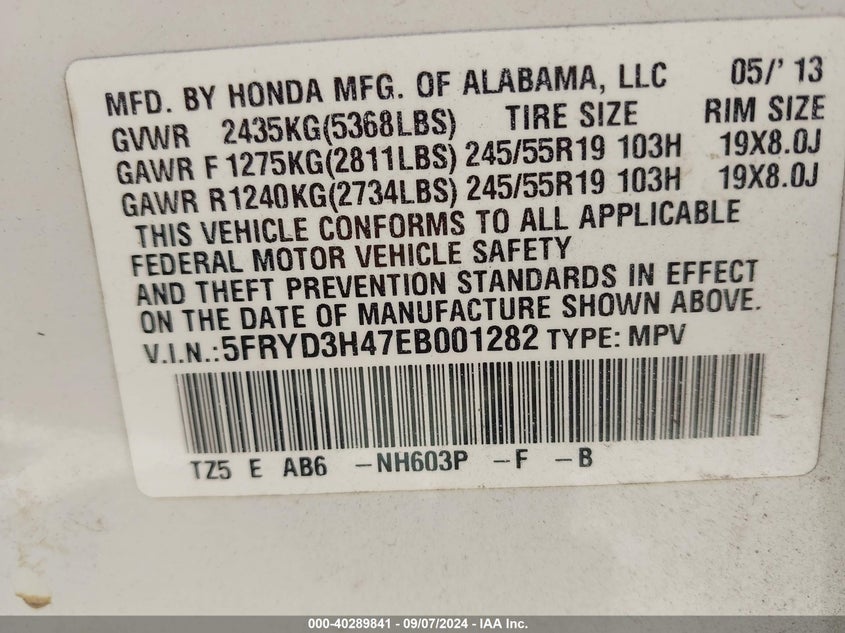 MFD. BY HONDA MFG. OF ALABAMA, LLC 05/' 13
GVWR 2435KG(5368LBS) TIRE SIZE RIM SIZE
GAWR F 1275KG(2811LBS) 245/55R19 103H 19X8.0J
GAWR R1240KG(2734LBS) 245/55R19 103H 19X8.0J
THIS VEHICLE CONFORMS TO ALL APPLICABLE
FEDERAL MOTOR VEHICLE SAFETY
AND THEFT PREVENTION STANDARDS IN EFFECT
ON THE DATE OF MANUFACTURE SHOWN ABOVE.
V.I.N.:5FRYD3H47EB001282 TYPE: MPV
TZ5 E AB6 -NH603P -F -B
000-40289841 - 09/07/2024 - IAA Inc.